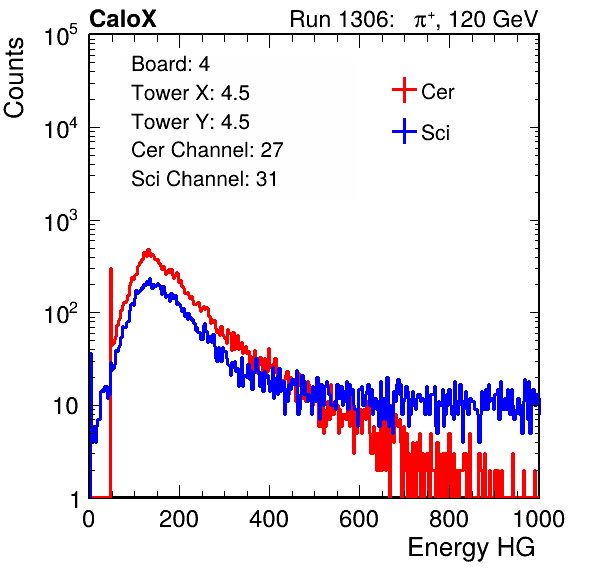 CaloX Run 1306: π⁺, 120 GeV
Counts
10⁵
10⁴
10³
10²
10
1
Board: 4
Tower X: 4.5
Tower Y: 4.5
Cer Channel: 27
Sci Channel: 31
Cer
Sci
0 200 400 600 800 1000
Energy HG